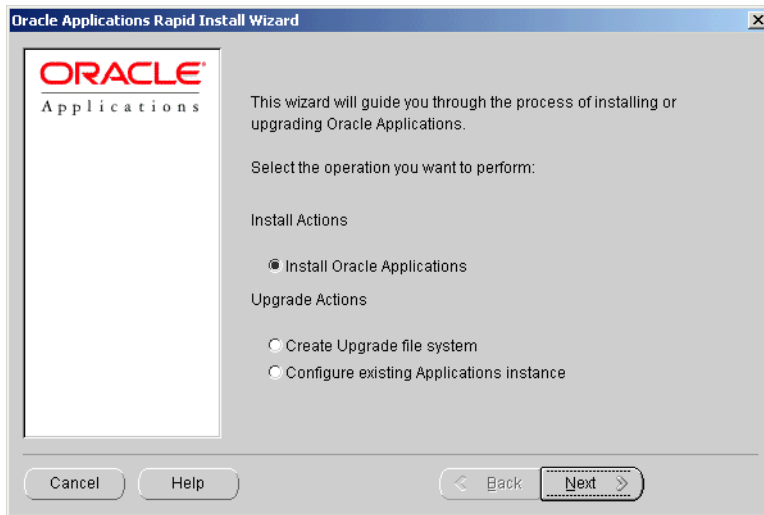 Oracle Applications Rapid Install Wizard
ORACLE
Applications
This wizard will guide you through the process of installing or
upgrading Oracle Applications.
Select the operation you want to perform:
Install Actions
Install Oracle Applications
Upgrade Actions
Create Upgrade file system
Configure existing Applications instance
Cancel Help Back Next